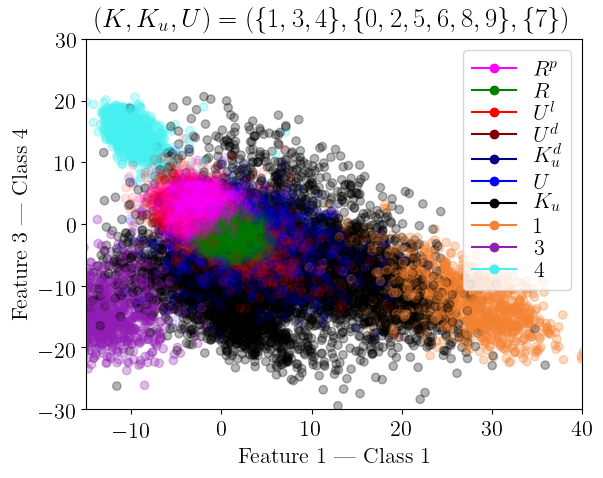 (K, K_u, U) = ({1, 3, 4}, {0, 2, 5, 6, 8, 9}, {7})
30
20
10
0
−10
−20
−30
Feature 3 — Class 4
R^p
R
U^l
U^d
K_u^d
U
K_u
1
3
4
−10
0
10
20
30
40
Feature 1 — Class 1